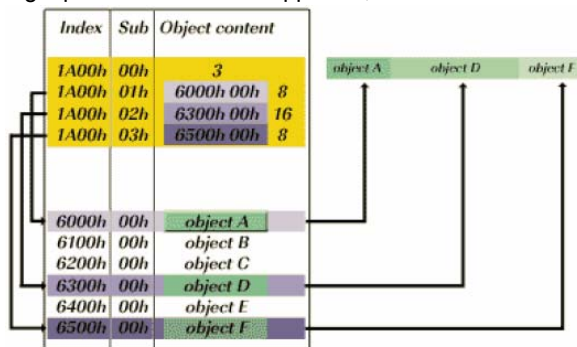 Index Sub Object content
1A00h 00h 3
1A00h 01h 6000h 00h 8
1A00h 02h 6300h 00h 16
1A00h 03h 6500h 00h 8
object A object D object F
6000h 00h object A
6100h 00h object B
6200h 00h object C
6300h 00h object D
6400h 00h object E
6500h 00h object F